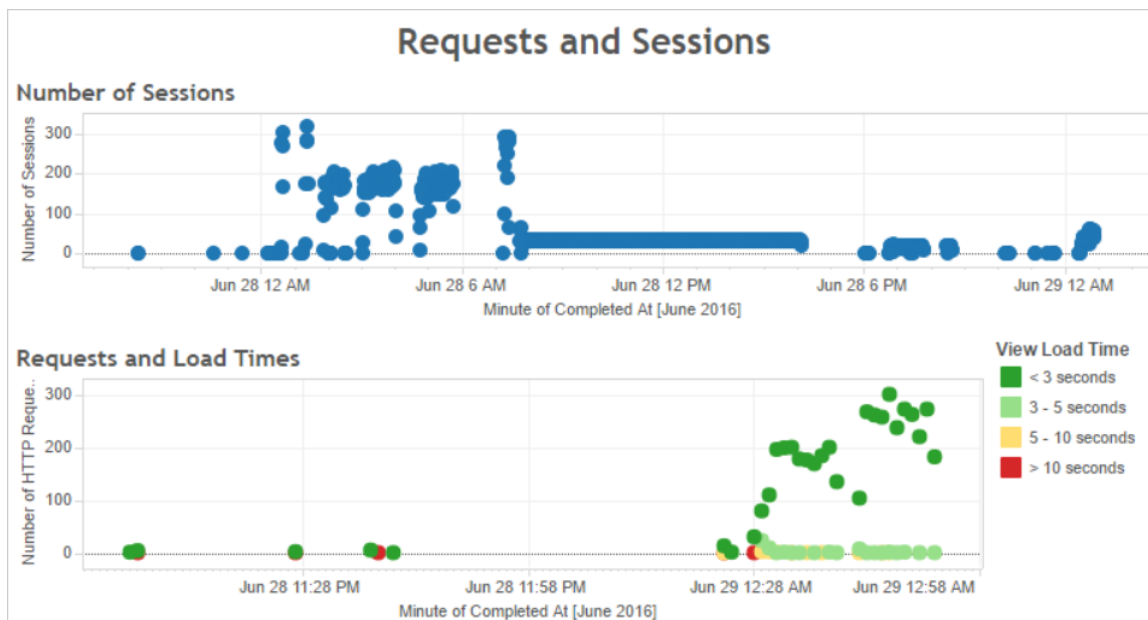 Requests and Sessions
Number of Sessions
Number of Sessions
300
200
100
0
Jun 28 12 AM Jun 28 6 AM Jun 28 12 PM Jun 28 6 PM Jun 29 12 AM
Minute of Completed At [June 2016]
Requests and Load Times
Number of HTTP Reque..
300
200
100
0
Jun 28 11:28 PM Jun 28 11:58 PM Jun 29 12:28 AM Jun 29 12:58 AM
Minute of Completed At [June 2016]
View Load Time
< 3 seconds
3 - 5 seconds
5 - 10 seconds
> 10 seconds